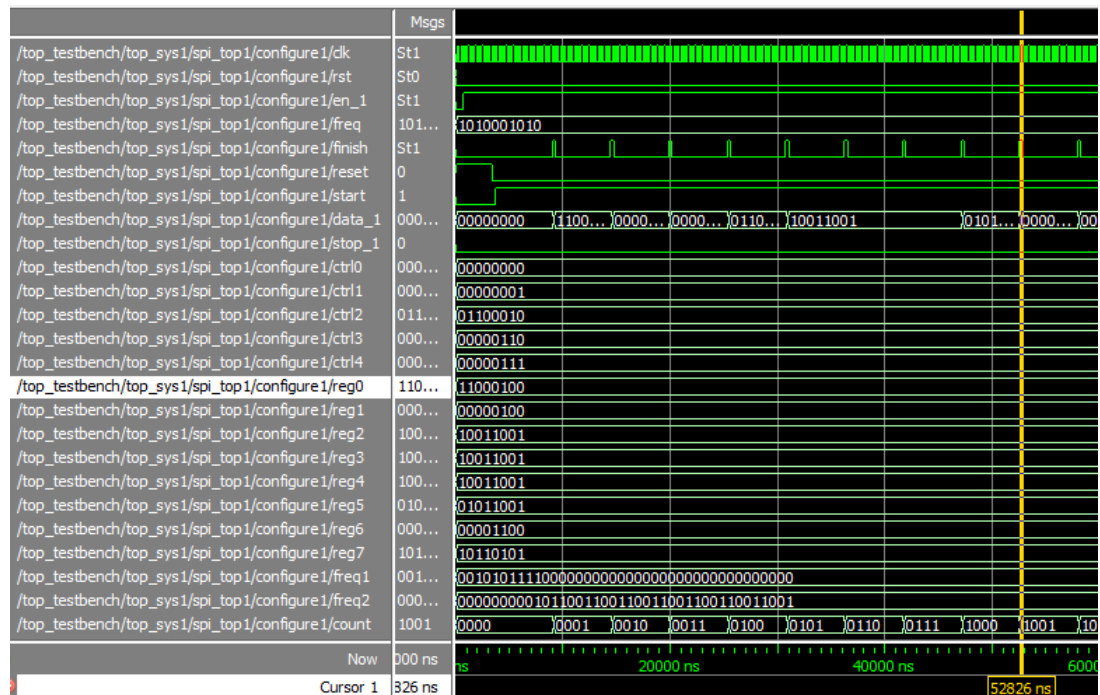 Msgs
/top_testbench/top_sys1/spi_top1/configure1/clk St1
/top_testbench/top_sys1/spi_top1/configure1/rst St0
/top_testbench/top_sys1/spi_top1/configure1/en_1 St1
/top_testbench/top_sys1/spi_top1/configure1/freq 101... 1010001010
/top_testbench/top_sys1/spi_top1/configure1/finish St1
/top_testbench/top_sys1/spi_top1/configure1/reset 0
/top_testbench/top_sys1/spi_top1/configure1/start 1
/top_testbench/top_sys1/spi_top1/configure1/data_1 000... 00000000 1100... 0000... 0000... 0110... 10011001 0101... 0000... 00
/top_testbench/top_sys1/spi_top1/configure1/stop_1 0
/top_testbench/top_sys1/spi_top1/configure1/ctrl0 000... 00000000
/top_testbench/top_sys1/spi_top1/configure1/ctrl1 000... 00000001
/top_testbench/top_sys1/spi_top1/configure1/ctrl2 011... 01100010
/top_testbench/top_sys1/spi_top1/configure1/ctrl3 000... 00000110
/top_testbench/top_sys1/spi_top1/configure1/ctrl4 000... 00000111
/top_testbench/top_sys1/spi_top1/configure1/reg0 110... 11000100
/top_testbench/top_sys1/spi_top1/configure1/reg1 000... 00000100
/top_testbench/top_sys1/spi_top1/configure1/reg2 100... 10011001
/top_testbench/top_sys1/spi_top1/configure1/reg3 100... 10011001
/top_testbench/top_sys1/spi_top1/configure1/reg4 100... 10011001
/top_testbench/top_sys1/spi_top1/configure1/reg5 010... 01011001
/top_testbench/top_sys1/spi_top1/configure1/reg6 000... 00001100
/top_testbench/top_sys1/spi_top1/configure1/reg7 101... 10110101
/top_testbench/top_sys1/spi_top1/configure1/freq1 001...
/top_testbench/top_sys1/spi_top1/configure1/freq2 000...
/top_testbench/top_sys1/spi_top1/configure1/count 1001 0000 0001 0010 0011 0100 0101 0110 0111 1000 1001 10
Now 000 ns ns 20000 ns 40000 ns 6000
Cursor 1 326 ns 52826 ns